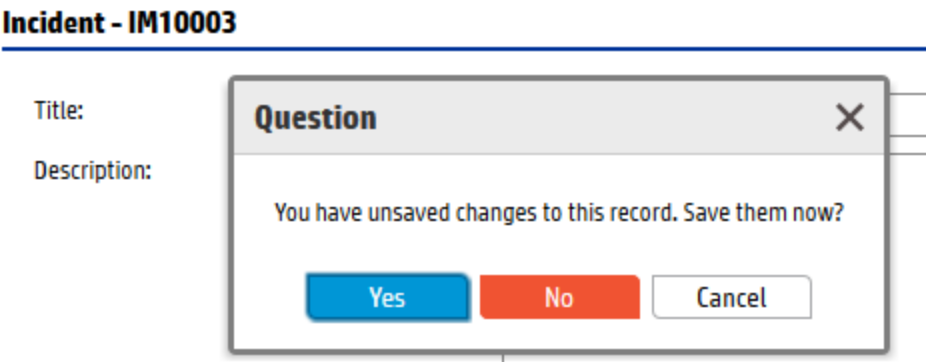 Incident - IM10003
Title:
Question
Description:
You have unsaved changes to this record. Save them now?
Yes No Cancel